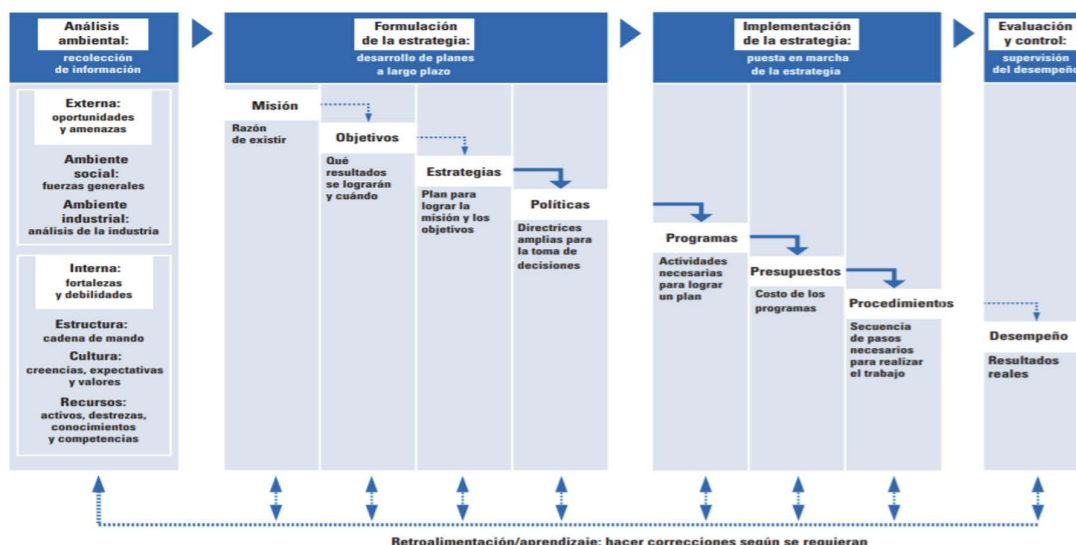 Análisis
ambiental:
recolección
de información
Externa:
oportunidades
y amenazas
Ambiente
social:
fuerzas generales
Ambiente
industrial:
análisis de la industria
Interna:
fortalezas
y debilidades
Estructura:
cadena de mando
Cultura:
creencias, expectativas
y valores
Recursos:
activos, destrezas,
conocimientos
y competencias
Formulación
de la estrategia:
desarrollo de planes
a largo plazo
Misión
Razón
de existir
Objetivos
Qué
resultados
se lograrán
y cuándo
Estrategias
Plan para
lograr la
misión y los
objetivos
Políticas
Directrices
amplias para
la toma de
decisiones
Implementación
de la estrategia:
puesta en marcha
de la estrategia
Programas
Actividades
necesarias
para lograr
un plan
Presupuestos
Costo de los
programas
Procedimientos
Secuencia
de pasos
necesarios
para realizar
el trabajo
Evaluación
y control:
supervisión
del desempeño
Desempeño
Resultados
reales
Retroalimentación/aprendizaje: hacer correcciones según se requieran